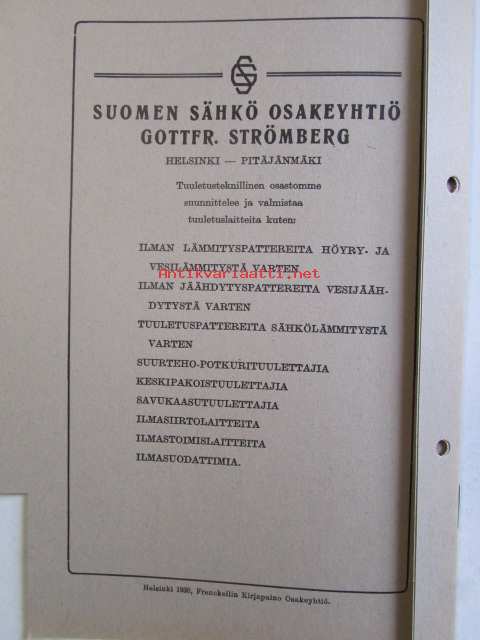 SUOMEN SÄHKÖ OSAKEYHTIÖ
GOTTFR. STRÖMBERG
HELSINKI — PITÄJÄNMÄKI
Tuuletusteknillinen osastomme
suunnittelee ja valmistaa
tuuletuslaitteita kuten:
ILMAN LÄMMITYSPATTEREITA HÖYRY- JA
VESILÄMMITYSTÄ VARTEN
Antikvariaatti.net
ILMAN JÄÄHDYTYSPATTEREITA VESIJÄÄH-
DYTYSTÄ VARTEN
TUULETUSPATTEREITA SÄHKÖLÄMMITYSTÄ
VARTEN
SUURTEHO-POTKURITUULETTAJIA
KESKIPAKOISTUULETTAJIA
SAVUKAASUTUULETTAJIA
ILMASIIRTOLAITTEITA
ILMASTOIMISLAITTEITA
ILMASUODATTIMIA.
Helsinki 1930, Frenckellin Kirjapaino Osakeyhtiö.